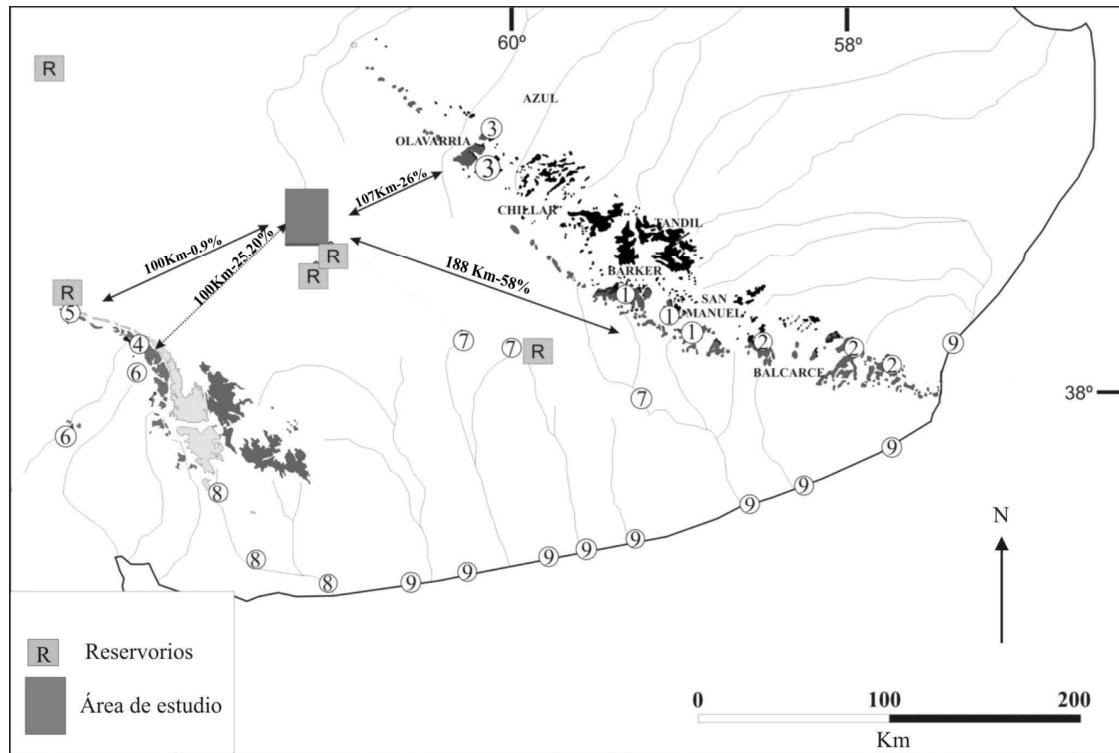 60º
58º
R
AZUL
3
OLAVARRIA
3
107Km-26%
CHILLAR
TANDIL
100Km-0.9%
100Km-25,20%
R
R
188 Km-58%
BARKER
R
1
SAN
MANUEL
5
1
1
4
7
7
R
2
2
9
6
BALCARCE
2
7
38º
6
9
8
9
9
N
8
9
9
9
8
9
9
R
Reservorios
Área de estudio
0
100
200
Km